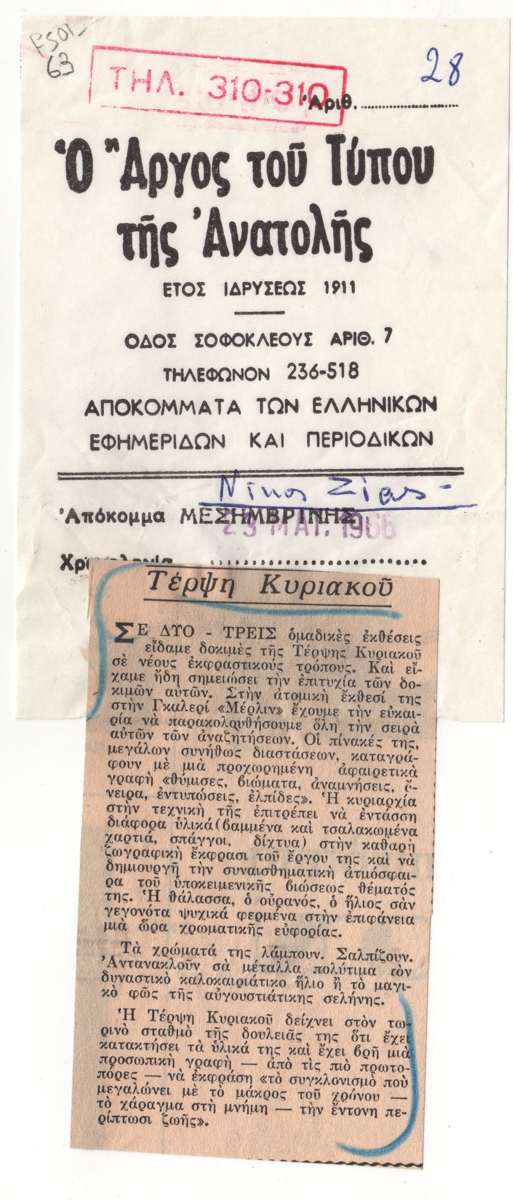 PSO1-
63
ΤΗΛ. 310-310
28
Ἀριθ. ....................
Ὁ Ἄργος τοῦ Τύπου
τῆς Ἀνατολῆς
ΕΤΟΣ ΙΔΡΥΣΕΩΣ 1911
ΟΔΟΣ ΣΟΦΟΚΛΕΟΥΣ ΑΡΙΘ. 7
ΤΗΛΕΦΩΝΟΝ 236-518
ΑΠΟΚΟΜΜΑΤΑ ΤΩΝ ΕΛΛΗΝΙΚΩΝ
ΕΦΗΜΕΡΙΔΩΝ ΚΑΙ ΠΕΡΙΟΔΙΚΩΝ
Νίκος Ζίας -
Ἀπόκομμα ΜΕΣΗΜΒΡΙΝΗΣ
23 ΜΑΪ. 1966
Τέρψη Κυριακοῦ
ΣΕ ΔΥΟ - ΤΡΕΙΣ ὁμαδικὲς ἐκθέσεις
εἴδαμε δοκιμὲς τῆς Τέρψης Κυριακοῦ
σὲ νέους ἐκφραστικοὺς τρόπους. Καὶ εἴ-
χαμε ἤδη σημειώσει τὴν ἐπιτυχία τῶν δο-
κιμῶν αὐτῶν. Στὴν ἀτομικὴ ἔκθεσί της
στὴν Γκαλερὶ «Μέρλιν» ἔχουμε τὴν εὐκαι-
ρία νὰ παρακολουθήσουμε ὅλη τὴν σειρὰ
αὐτῶν τῶν ἀναζητήσεων. Οἱ πίνακές της,
μεγάλων συνήθως διαστάσεων, καταγρά-
φουν μὲ μιὰ προχωρημένη ἀφαιρετικὰ
γραφὴ «θύμισες, βιώματα, ἀναμνήσεις, ὄ-
νειρα, ἐντυπώσεις, ἐλπίδες». Ἡ κυριαρχία
στὴν τεχνική της ἐπιτρέπει νὰ ἐντάσση
διάφορα ὑλικά (βαμμένα καὶ τσαλακωμένα
χαρτιά, σπάγγοι, δίχτυα) στὴν καθαρὴ
ζωγραφικὴ ἔκφρασι τοῦ ἔργου της καὶ νὰ
δημιουργῆ τὴν συναισθηματικὴ ἀτμόσφαι-
ρα τοῦ ὑποκειμενικῆς βιώσεως θέματός
της. Ἡ θάλασσα, ὁ οὐρανός, ὁ ἥλιος σὰν
γεγονότα ψυχικὰ φερμένα στὴν ἐπιφάνεια
μιὰ ὥρα χρωματικῆς εὐφορίας.
Τὰ χρώματά της λάμπουν. Σαλπίζουν.
Ἀντανακλοῦν σὰ μέταλλα πολύτιμα τὸν
δυναστικὸ καλοκαιριάτικο ἥλιο ἢ τὸ μαγι-
κὸ φῶς τῆς αὐγουστιάτικης σελήνης.
Ἡ Τέρψη Κυριακοῦ δείχνει στὸν τω-
ρινὸ σταθμὸ τῆς δουλειᾶς της ὅτι ἔχει
κατακτήσει τὰ ὑλικά της καὶ ἔχει βρῆ μιὰ
προσωπικὴ γραφὴ — ἀπὸ τὶς πιὸ πρωτο-
πόρες — νὰ ἐκφράση «τὸ συγκλονισμὸ ποὺ
μεγαλώνει μὲ τὸ μάκρος τοῦ χρόνου —
τὸ χάραγμα στὴ μνήμη — τὴν ἔντονη πε-
ρίπτωσι ζωῆς».